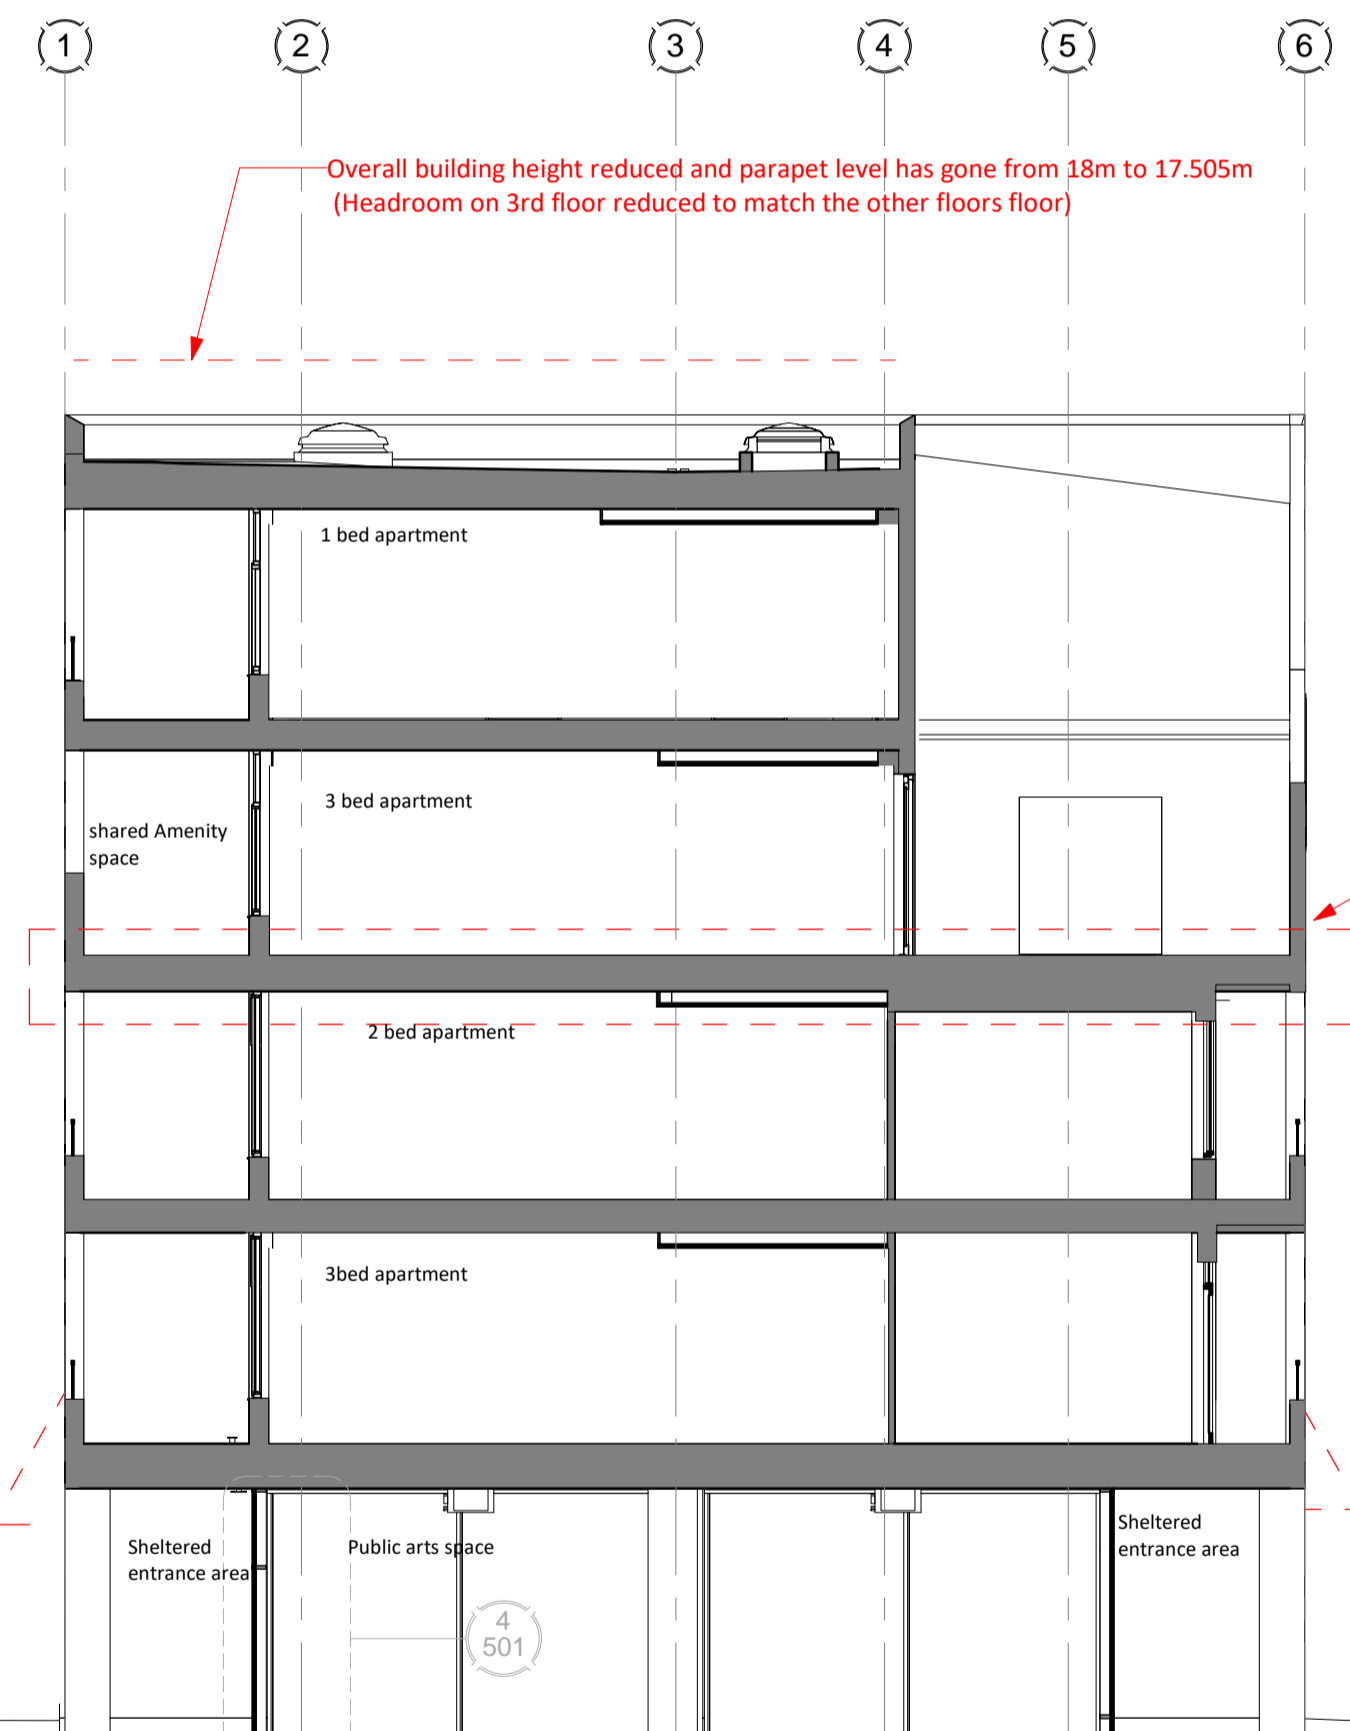 1 2 3 4 5 6
Overall building height reduced and parapet level has gone from 18m to 17.505m
(Headroom on 3rd floor reduced to match the other floors floor)
1 bed apartment
3 bed apartment
shared Amenity
space
2 bed apartment
3bed apartment
Sheltered
entrance area
Public arts space
Sheltered
entrance area
4
501